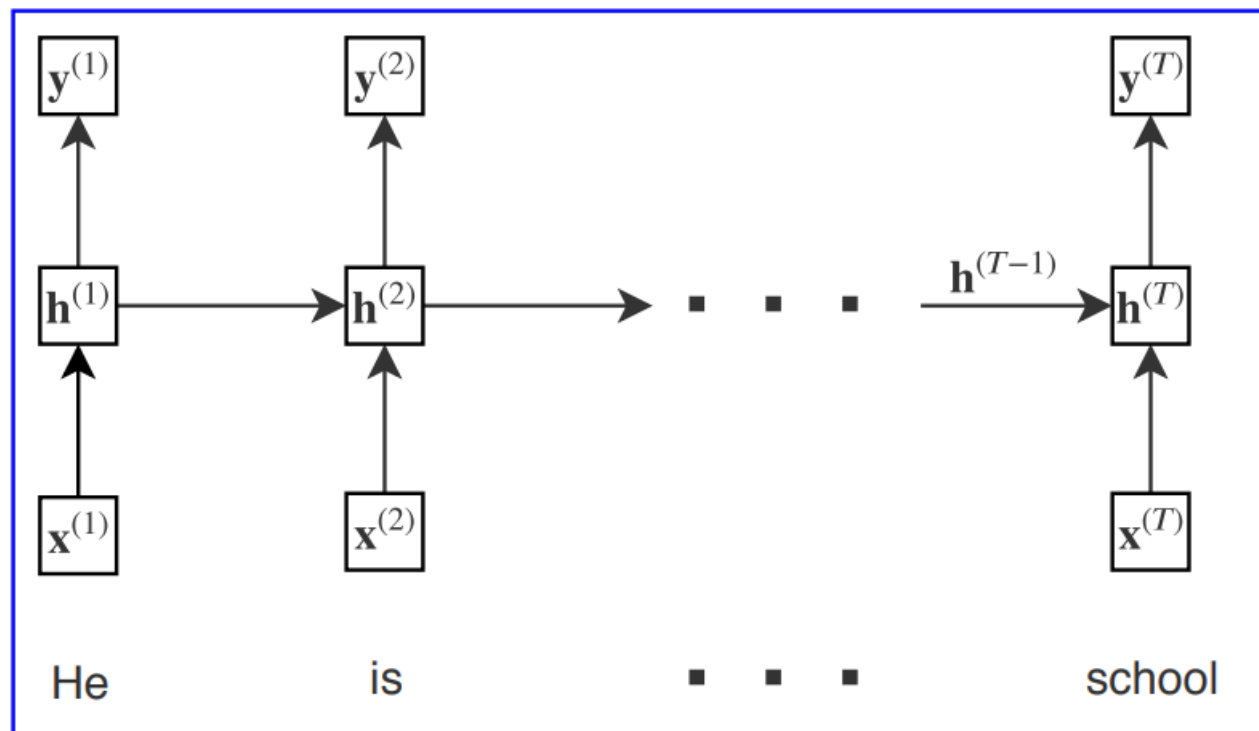 y(1) y(2) y(T)
h(T−1)
h(1) h(2) ▪ ▪ ▪ h(T)
x(1) x(2) x(T)
He is ▪ ▪ ▪ school